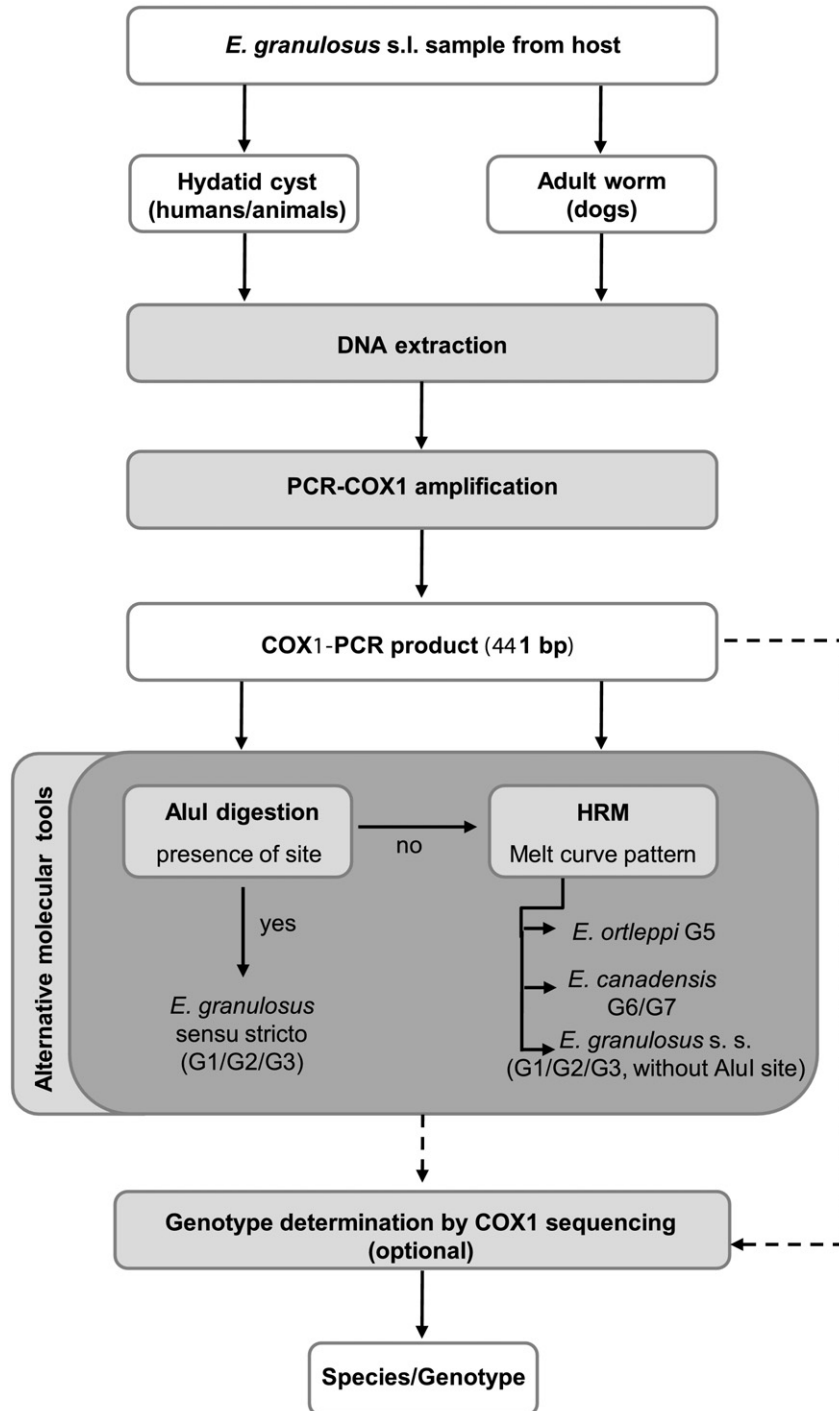 E. granulosus s.l. sample from host
Hydatid cyst
(humans/animals)
Adult worm
(dogs)
DNA extraction
PCR-COX1 amplification
COX1-PCR product (441 bp)
Alternative molecular tools
AluI digestion
presence of site
no
HRM
Melt curve pattern
yes
E. granulosus
sensu stricto
(G1/G2/G3)
E. ortleppi G5
E. canadensis
G6/G7
E. granulosus s. s.
(G1/G2/G3, without AluI site)
Genotype determination by COX1 sequencing
(optional)
Species/Genotype